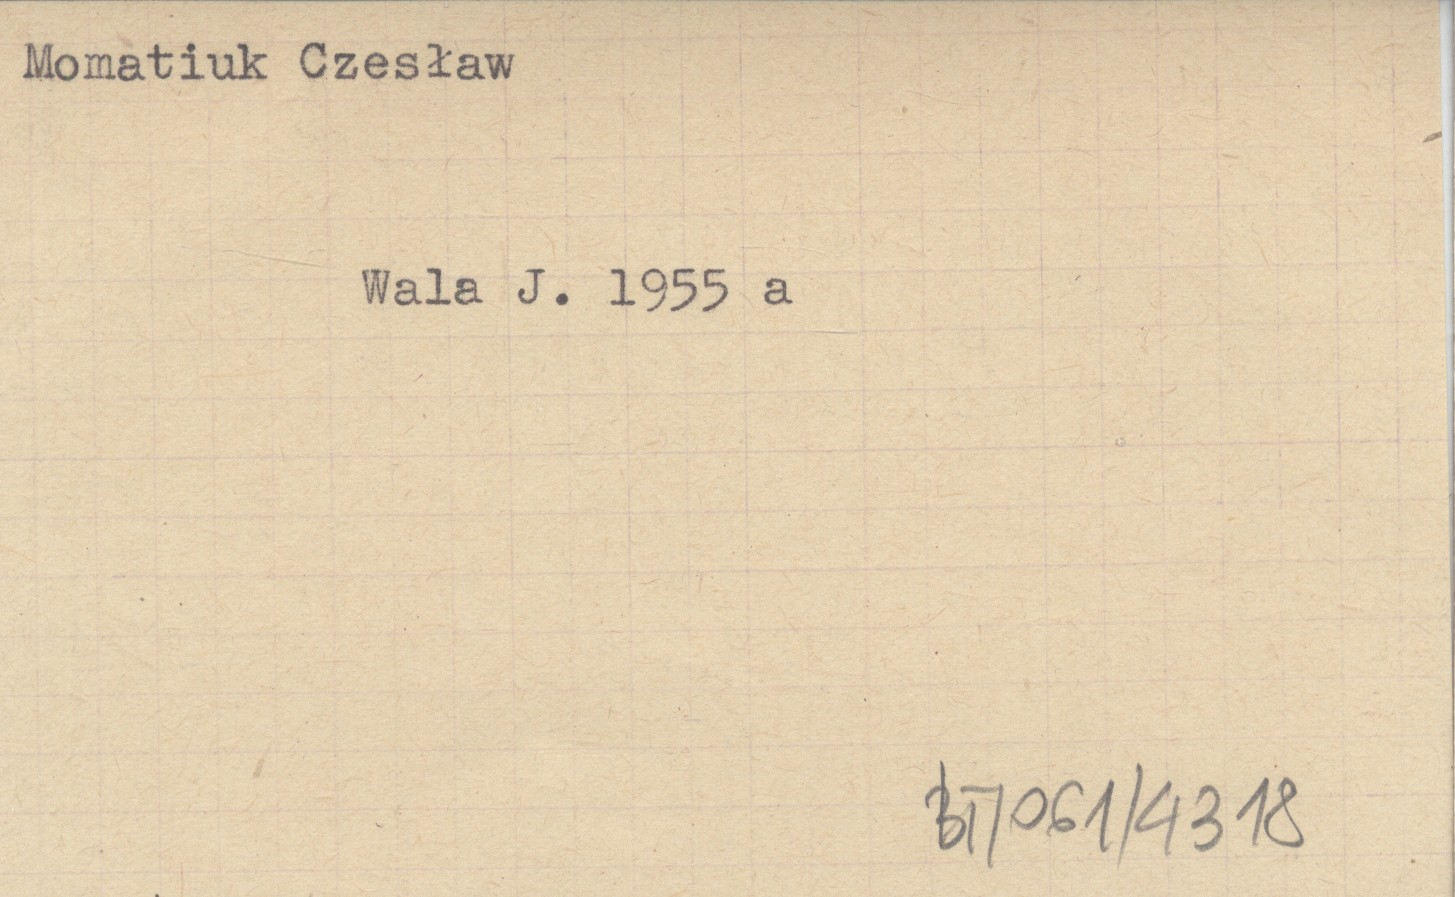 Momatiuk Czesław
Wala J. 1955 a
BT/061/4318